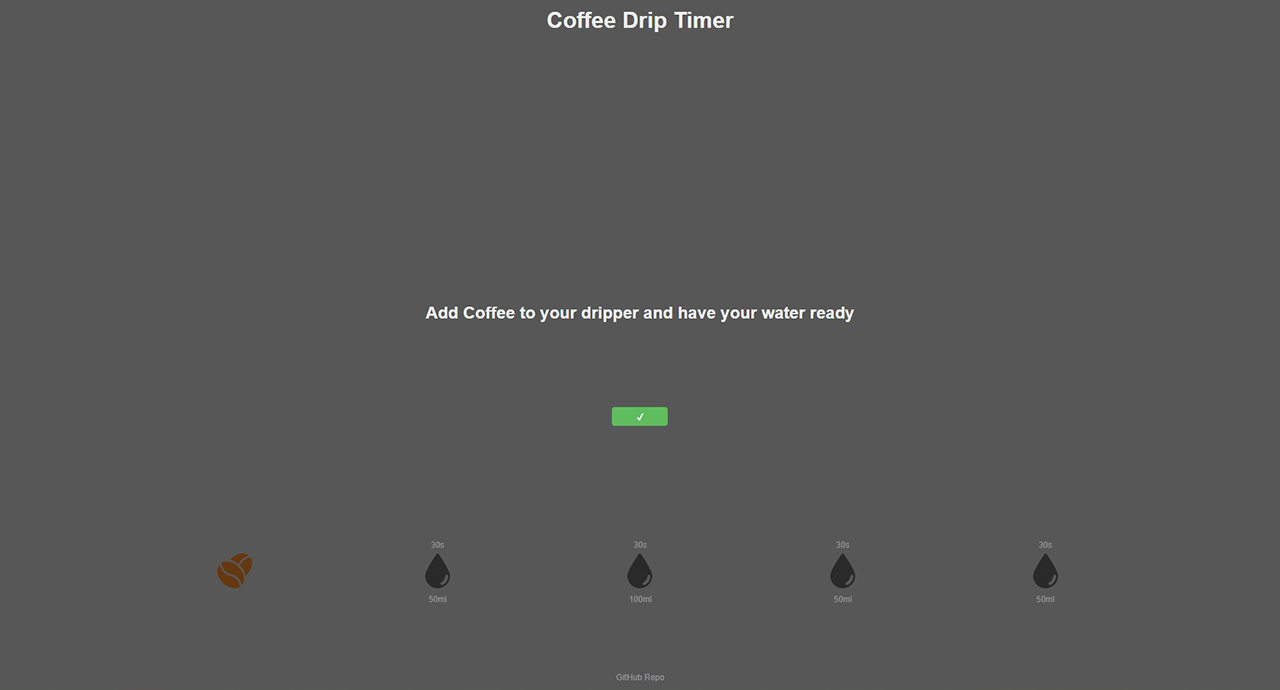 Coffee Drip Timer
Add Coffee to your dripper and have your water ready
✓
30s 30s 30s 30s
50ml 100ml 50ml 50ml
GitHub Repo